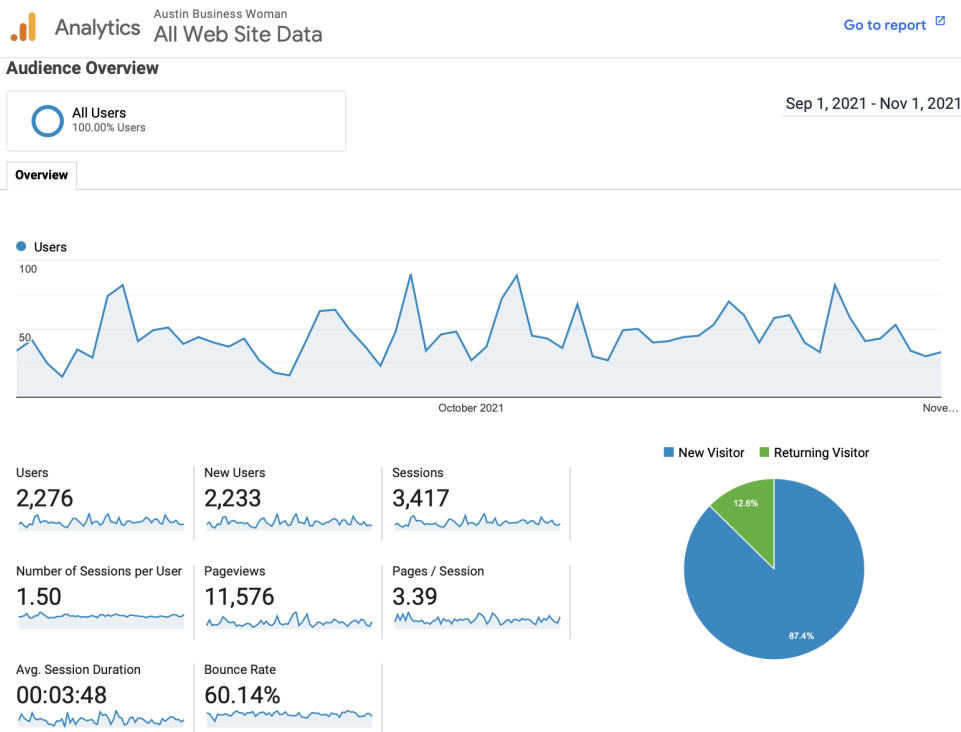 Analytics
Austin Business Woman
All Web Site Data
Go to report
Audience Overview
All Users
100.00% Users
Sep 1, 2021 - Nov 1, 2021
Overview
Users
100
50
October 2021
Nove…
New Visitor
Returning Visitor
Users
New Users
Sessions
2,276
2,233
3,417
Number of Sessions per User
Pageviews
Pages / Session
1.50
11,576
3.39
Avg. Session Duration
Bounce Rate
00:03:48
60.14%
12.6%
87.4%